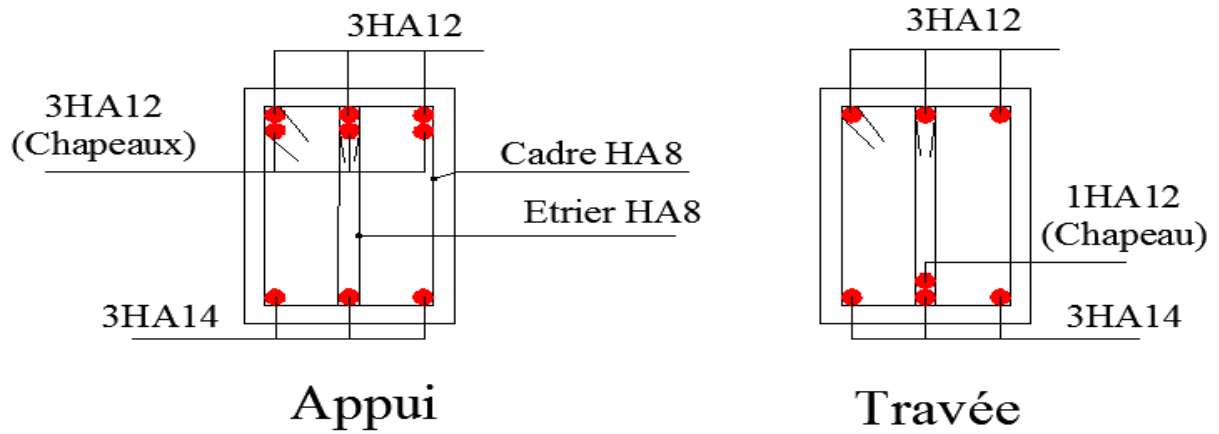 3HA12
3HA12
(Chapeaux)
Cadre HA8
Etrier HA8
3HA14
Appui
3HA12
1HA12
(Chapeau)
3HA14
Travée